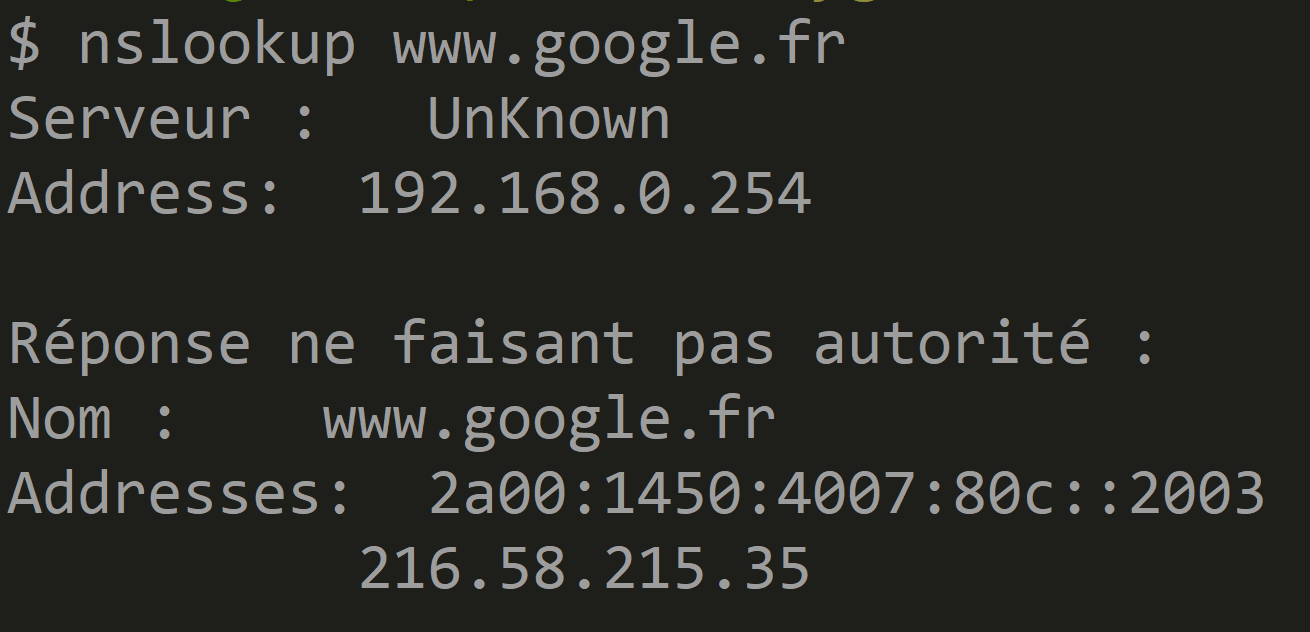 $ nslookup www.google.fr
Serveur :   UnKnown
Address:  192.168.0.254

Réponse ne faisant pas autorité :
Nom :    www.google.fr
Addresses:  2a00:1450:4007:80c::2003
          216.58.215.35